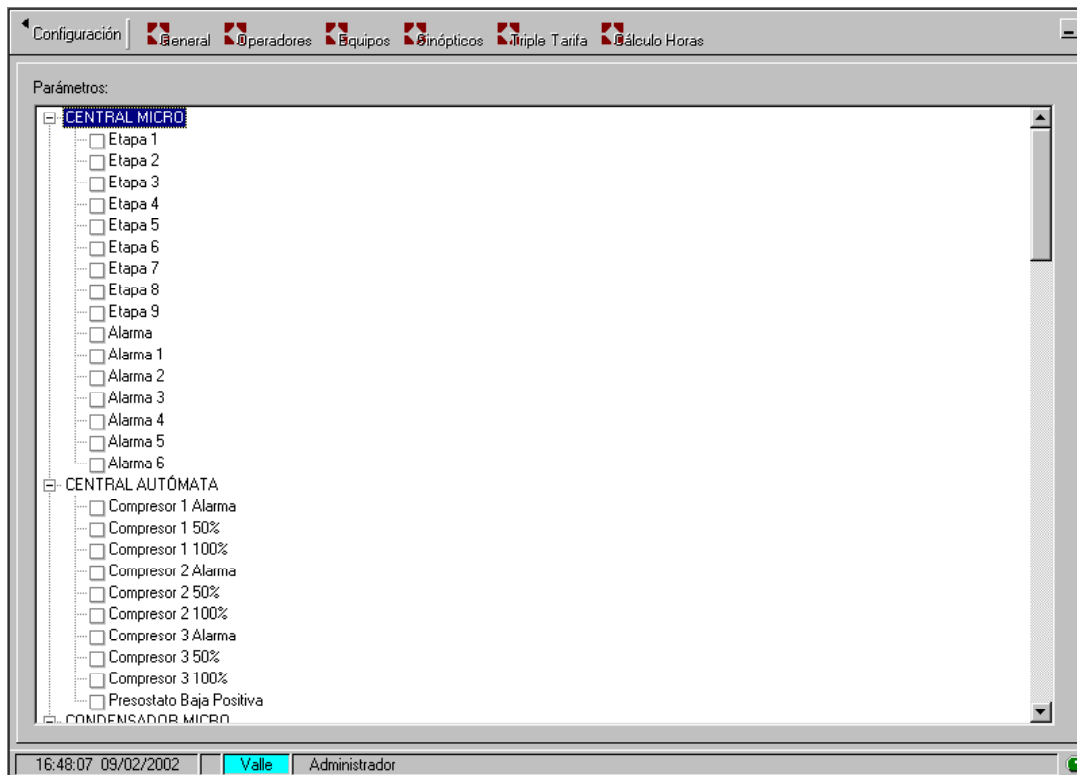 Configuración General Operadores Equipos Sinópticos Triple Tarifa Cálculo Horas
Parámetros:
CENTRAL MICRO
Etapa 1
Etapa 2
Etapa 3
Etapa 4
Etapa 5
Etapa 6
Etapa 7
Etapa 8
Etapa 9
Alarma
Alarma 1
Alarma 2
Alarma 3
Alarma 4
Alarma 5
Alarma 6
CENTRAL AUTÓMATA
Compresor 1 Alarma
Compresor 1 50%
Compresor 1 100%
Compresor 2 Alarma
Compresor 2 50%
Compresor 2 100%
Compresor 3 Alarma
Compresor 3 50%
Compresor 3 100%
Presostato Baja Positiva
CONDENSADOR MICRO
16:48:07 09/02/2002 Valle Administrador